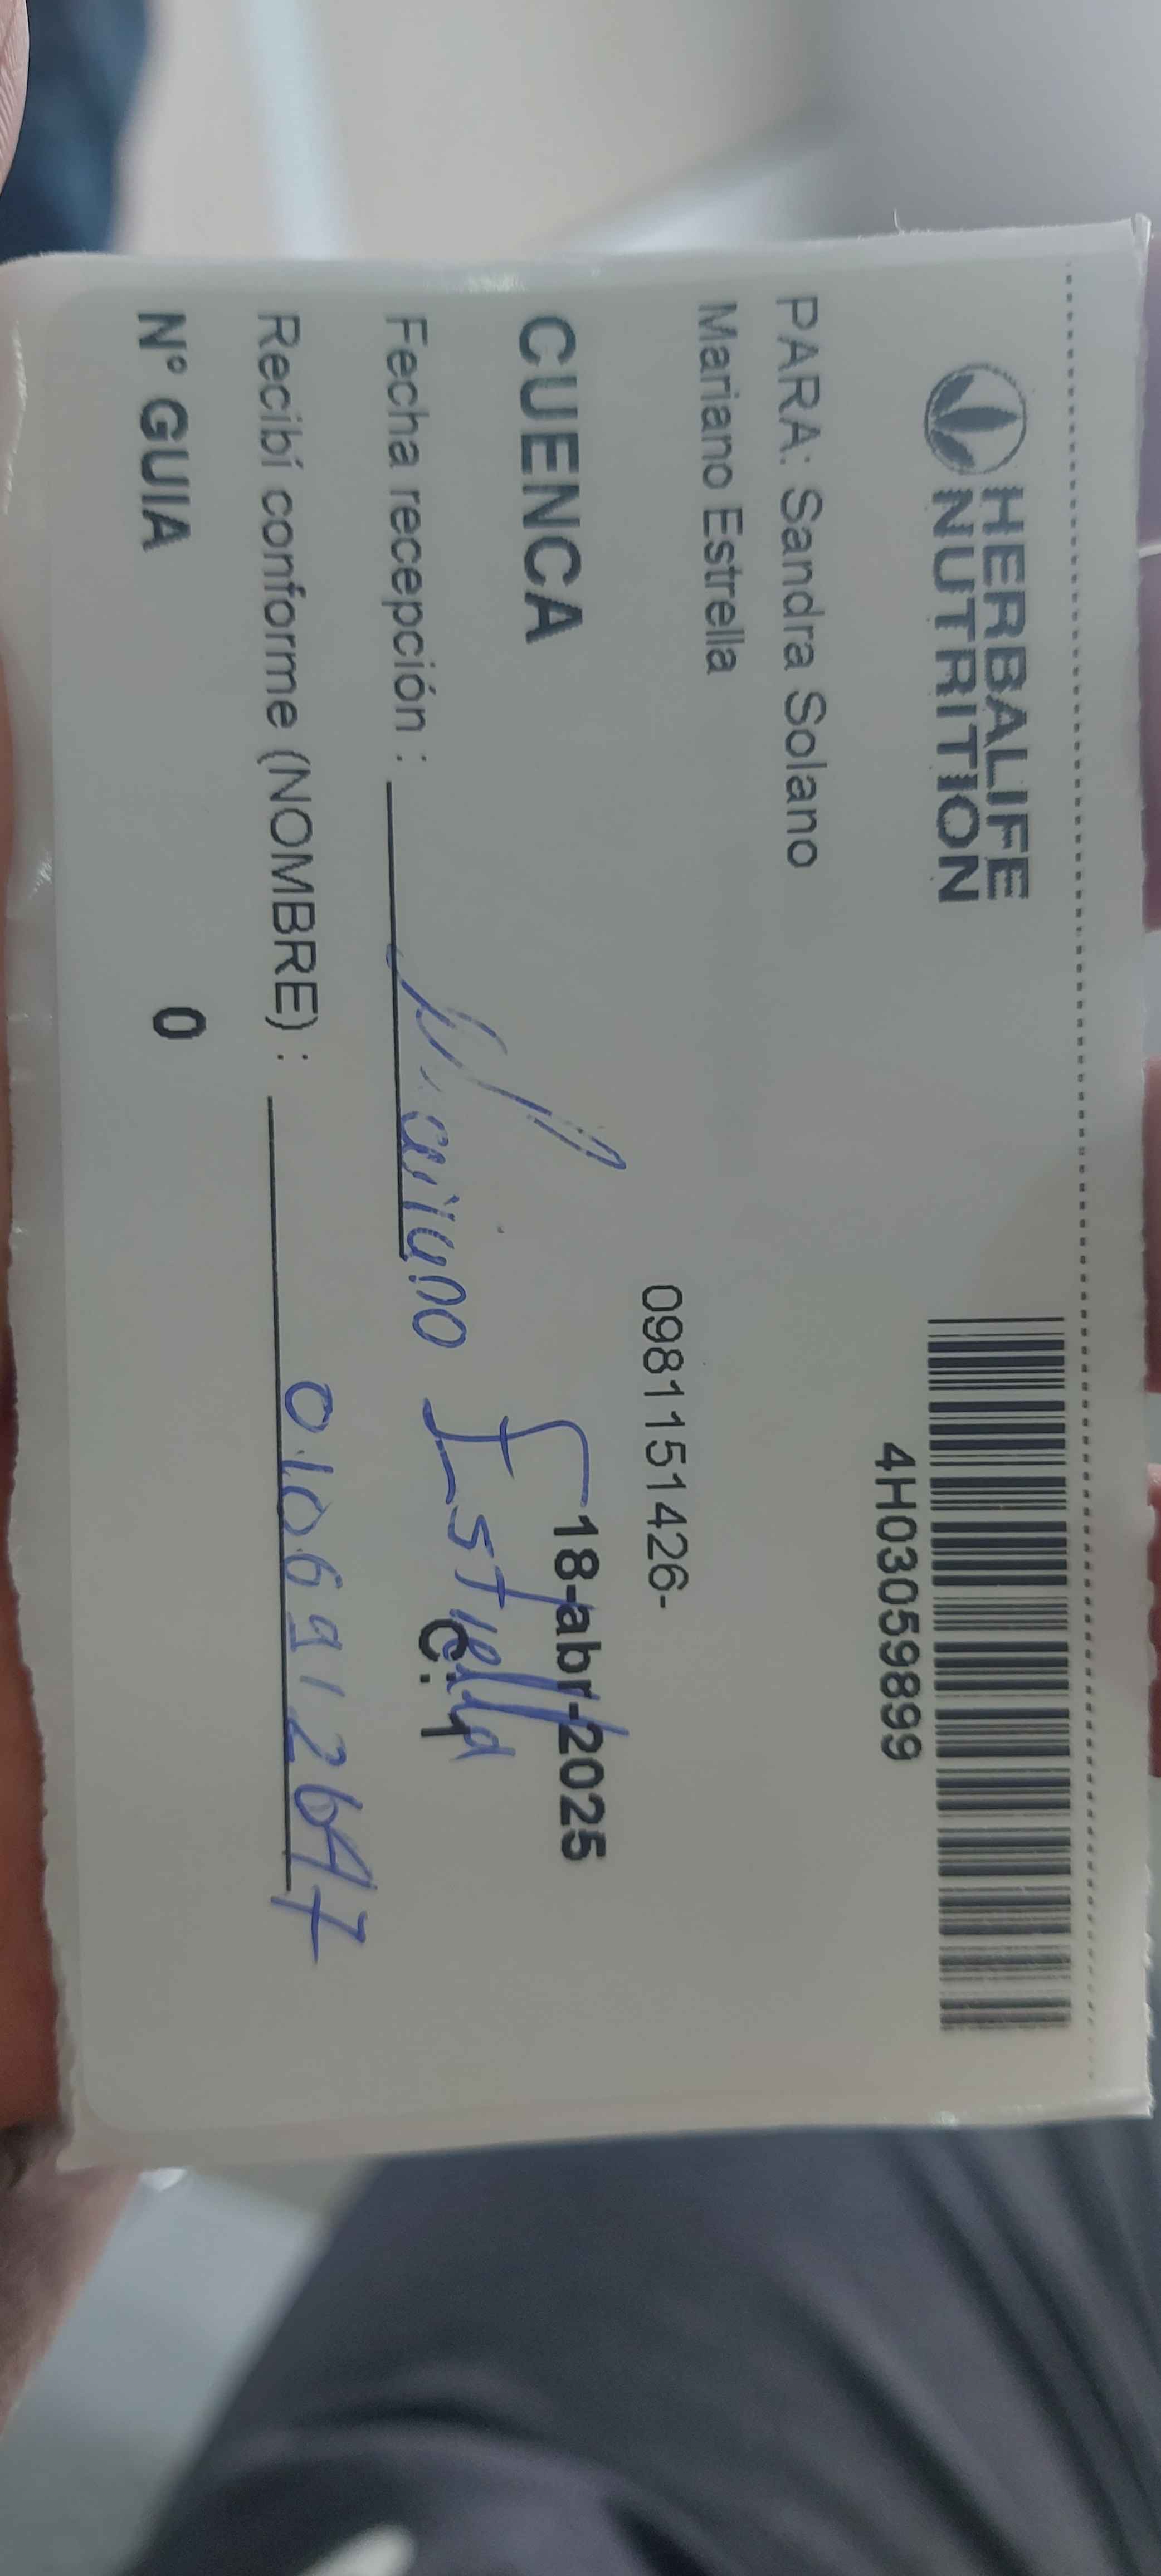 HERBALIFE
NUTRITION
4H03059899
PARA: Sandra Solano
Mariano Estrella
0981151426-
CUENCA
18-abr-2025
Fecha recepción : Mariano Estrella
C. 1
Recibí conforme (NOMBRE) : 0106912647
N° GUIA 0